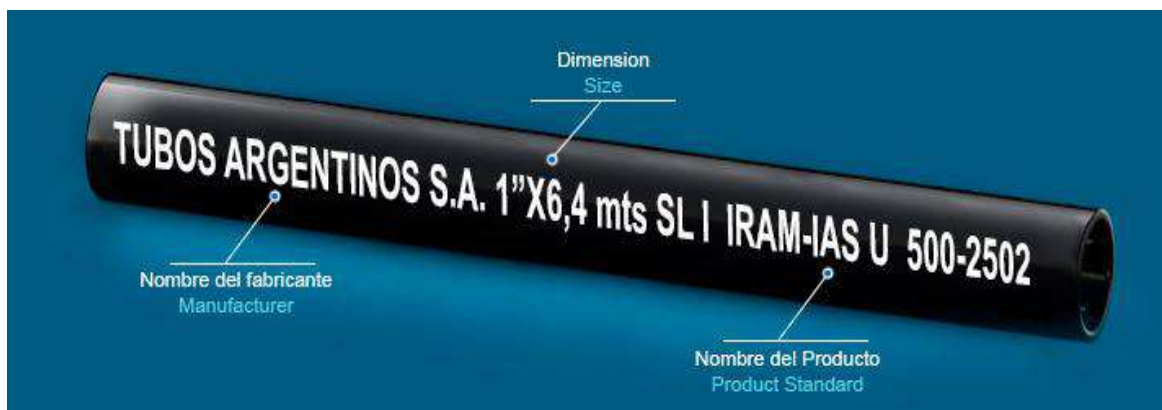 Dimension
Size
TUBOS ARGENTINOS S.A. 1”X6,4 mts SL I IRAM-IAS U 500-2502
Nombre del fabricante
Manufacturer
Nombre del Producto
Product Standard